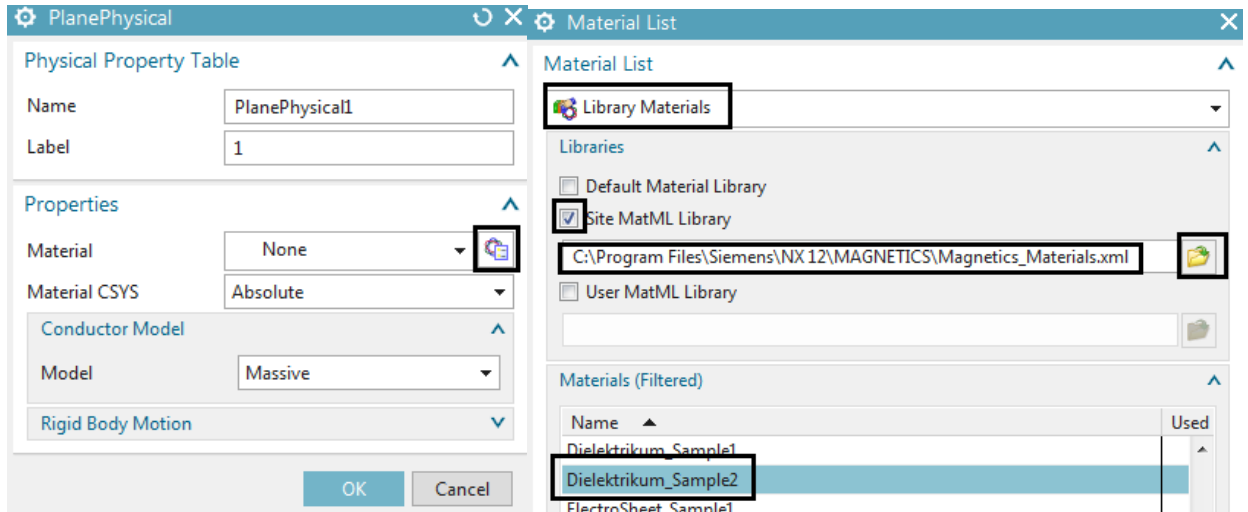 PlanePhysical
Physical Property Table
Name PlanePhysical1
Label 1
Properties
Material None
Material CSYS Absolute
Conductor Model
Model Massive
Rigid Body Motion
OK Cancel
Material List
Material List
Library Materials
Libraries
Default Material Library
Site MatML Library
C:\Program Files\Siemens\NX 12\MAGNETICS\Magnetics_Materials.xml
User MatML Library
Materials (Filtered)
Name Used
Dielektrikum_Sample1
Dielektrikum_Sample2
ElectroSheet_Sample1